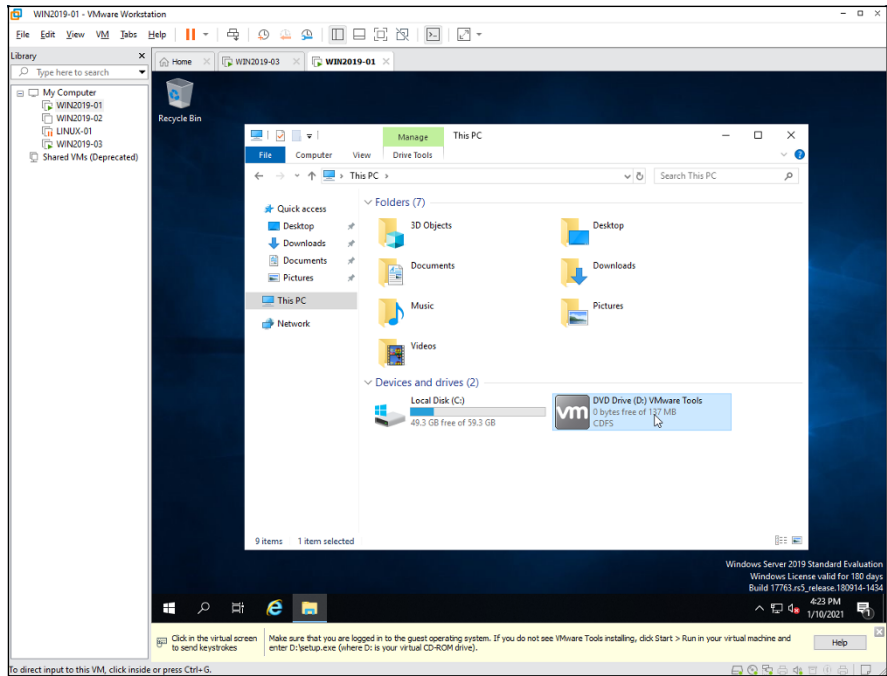 WIN2019-01 - VMware Workstation
File Edit View VM Tabs Help
Library
Type here to search
My Computer
WIN2019-01
WIN2019-02
LINUX-01
WIN2019-03
Shared VMs (Deprecated)
Home WIN2019-03 WIN2019-01
Recycle Bin
Manage This PC
File Computer View Drive Tools
This PC Search This PC
Quick access
Desktop
Downloads
Documents
Pictures
This PC
Network
Folders (7)
3D Objects Desktop
Documents Downloads
Music Pictures
Videos
Devices and drives (2)
Local Disk (C:)
49.3 GB free of 59.3 GB
DVD Drive (D:) VMware Tools
0 bytes free of 137 MB
CDFS
vm
9 items 1 item selected
Windows Server 2019 Standard Evaluation
Windows License valid for 180 days
Build 17763.rs5_release.180914-1434
4:23 PM
1/10/2021
1
Click in the virtual screen
to send keystrokes
Make sure that you are logged in to the guest operating system. If you do not see VMware Tools installing, click Start > Run in your virtual machine and
enter D:\setup.exe (where D: is your virtual CD-ROM drive).
Help
To direct input to this VM, click inside or press Ctrl+G.